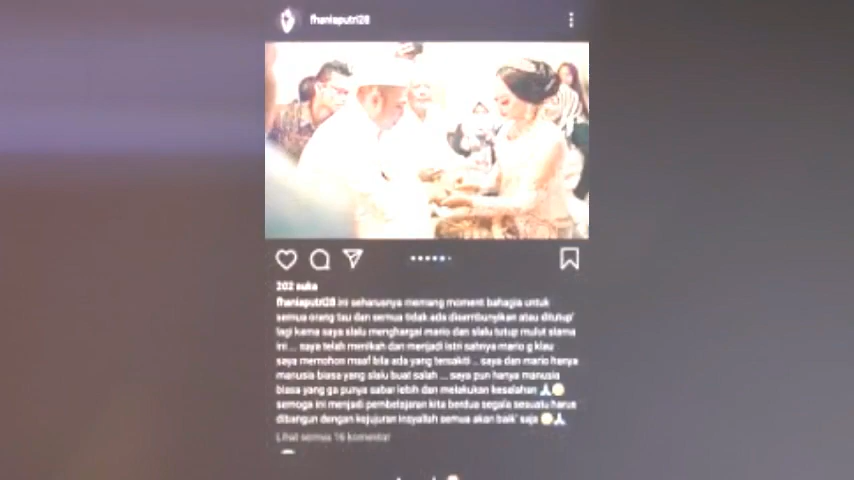 fhaniaputri28
202 suka
fhaniaputri28 ini seharusnya memang moment bahagia untuk
semua orang tau dan semua tidak ada disembunyikan atau ditutup'
lagi karna saya slalu menghargai mario dan slalu tutup mulut slama
ini... saya telah menikah dan menjadi istri sahnya mario g klau
saya memohon maaf bila ada yang tersakiti .. saya dan mario hanya
manusia biasa yang slalu buat salah ... saya pun hanya manusia
biasa yang ga punya sabar lebih dan melakukan kesalahan
semoga ini menjadi pembelajaran kita berdua segala sesuatu harus
dibangun dengan kejujuran insyallah semua akan baik' saja
Lihat semua 16 komentar